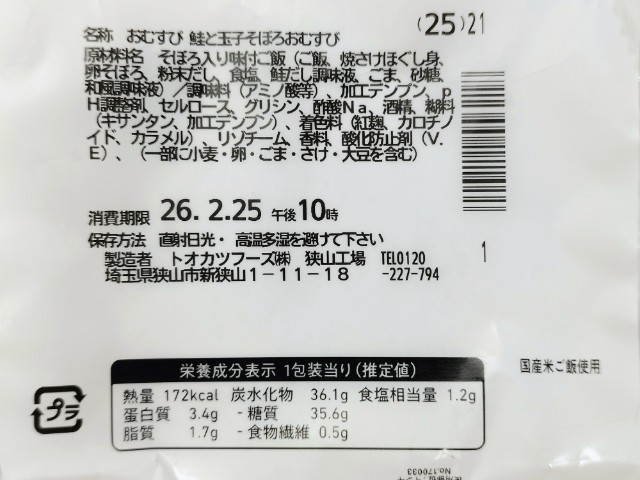 (25)21
名称 おむすび 鮭と玉子そぼろおむすび
原材料名 そぼろ入り味付ご飯(ご飯、焼さけほぐし身、
卵そぼろ、粉末だし、食塩、鮭だし調味液、ごま、砂糖、
和風調味液)／調味料(アミノ酸等)、加工デンプン、p
H調整剤、セルロース、グリシン、酢酸Na、酒精、糊料
(キサンタン、加工デンプン)、着色料(紅麹、カロチノ
イド、カラメル)、リゾチーム、香料、酸化防止剤(V.
E)、(一部に小麦・卵・ごま・さけ・大豆を含む)
消費期限 26. 2.25 午後10時
保存方法 直射日光・高温多湿を避けて下さい
製造者 トオカツフーズ㈱ 狭山工場 TEL0120
埼玉県狭山市新狭山1-11-18 -227-794
1
栄養成分表示 1包装当り(推定値)
熱量 172kcal 炭水化物 36.1g 食塩相当量 1.2g
蛋白質 3.4g - 糖質 35.6g
脂質 1.7g - 食物繊維 0.5g
国産米ご飯使用
プラ
No.170033